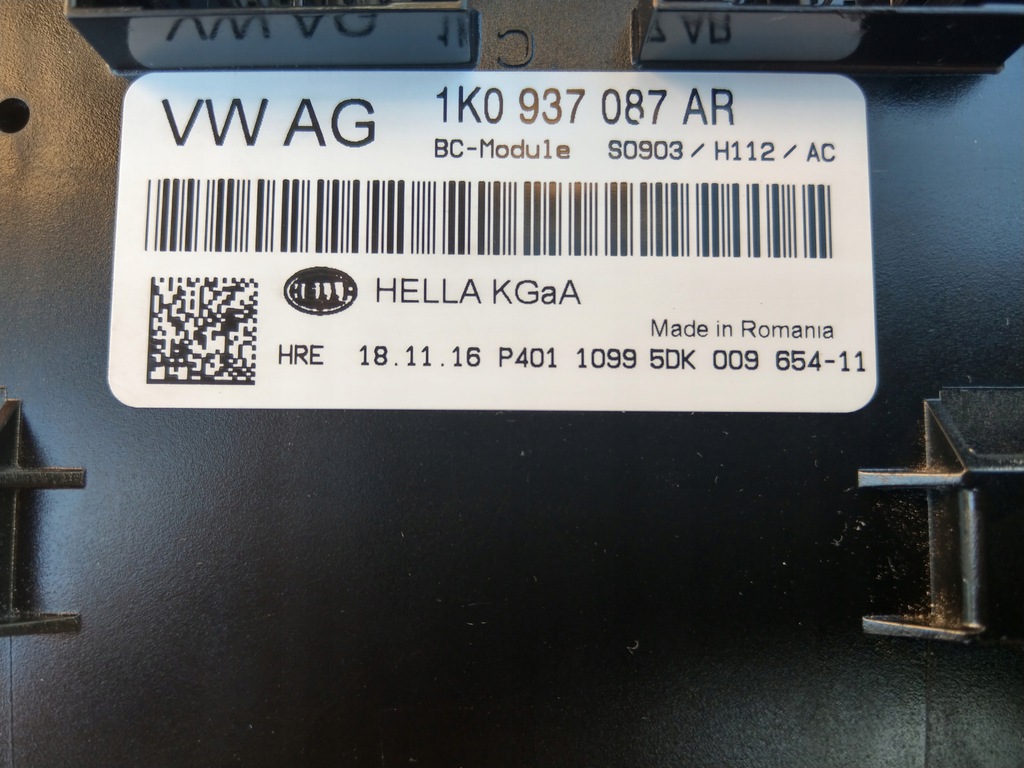 VW AG
1K0 937 087 AR
BC-Module S0903 / H112 / AC
HELLA KGaA
Made in Romania
HRE 18.11.16 P401 1099 5DK 009 654-11